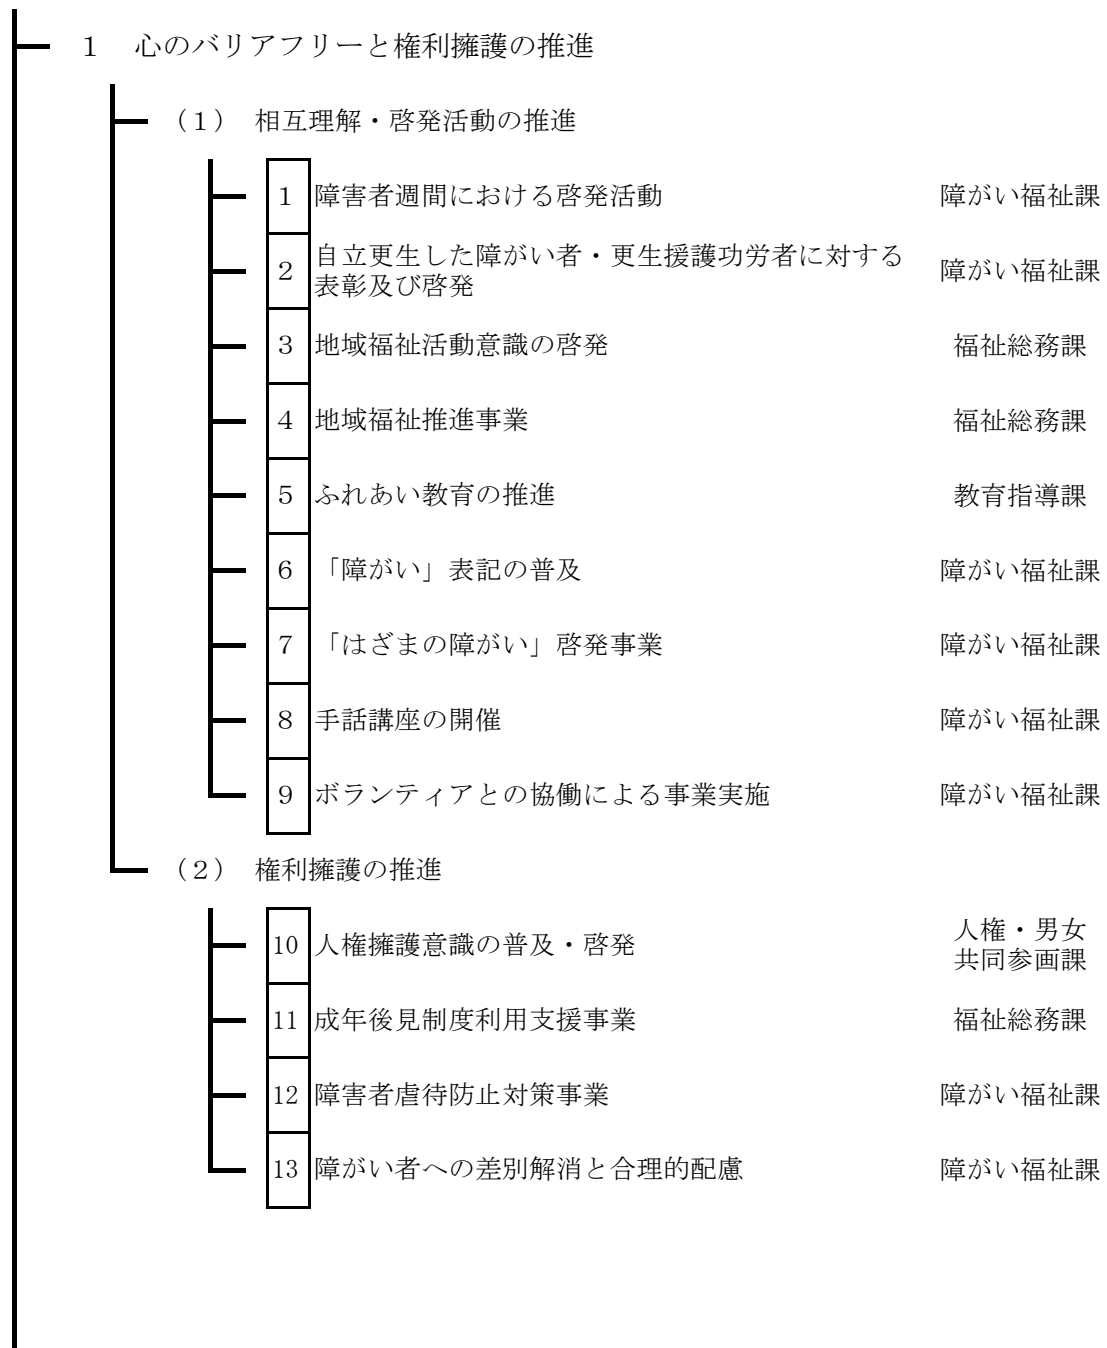 1 心のバリアフリーと権利擁護の推進
(1) 相互理解・啓発活動の推進
1 障害者週間における啓発活動 障がい福祉課
2 自立更生した障がい者・更生援護功労者に対する
表彰及び啓発 障がい福祉課
3 地域福祉活動意識の啓発 福祉総務課
4 地域福祉推進事業 福祉総務課
5 ふれあい教育の推進 教育指導課
6 「障がい」表記の普及 障がい福祉課
7 「はざまの障がい」啓発事業 障がい福祉課
8 手話講座の開催 障がい福祉課
9 ボランティアとの協働による事業実施 障がい福祉課
(2) 権利擁護の推進
10 人権擁護意識の普及・啓発 人権・男女
共同参画課
11 成年後見制度利用支援事業 福祉総務課
12 障害者虐待防止対策事業 障がい福祉課
13 障がい者への差別解消と合理的配慮 障がい福祉課